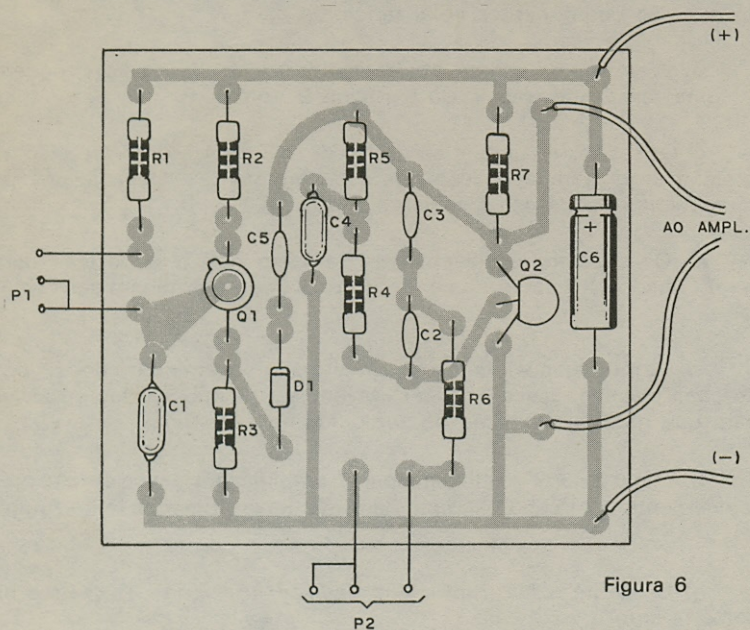 (+)
R1
R2
R5
R7
C4
C3
C5
AO AMPL.
+
C6
P1
Q2
R4
Q1
C2
D1
R6
C1
R3
(-)
Figura 6
P2